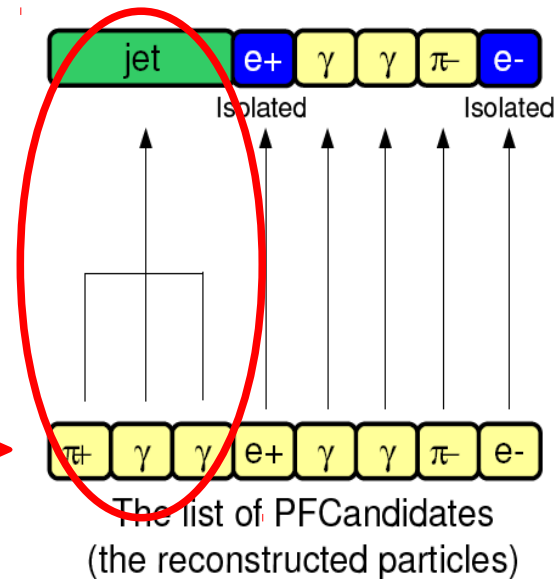 jet e+ γ γ π- e-
Isolated Isolated
π+ γ γ e+ γ γ π- e-
The list of PFCandidates
(the reconstructed particles)